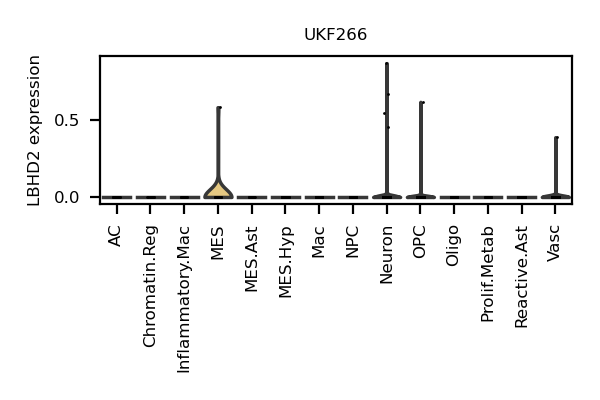 UKF266
LBHD2 expression
0.5
0.0
AC
Chromatin.Reg
Inflammatory.Mac
MES
MES.Ast
MES.Hyp
Mac
NPC
Neuron
OPC
Oligo
Prolif.Metab
Reactive.Ast
Vasc